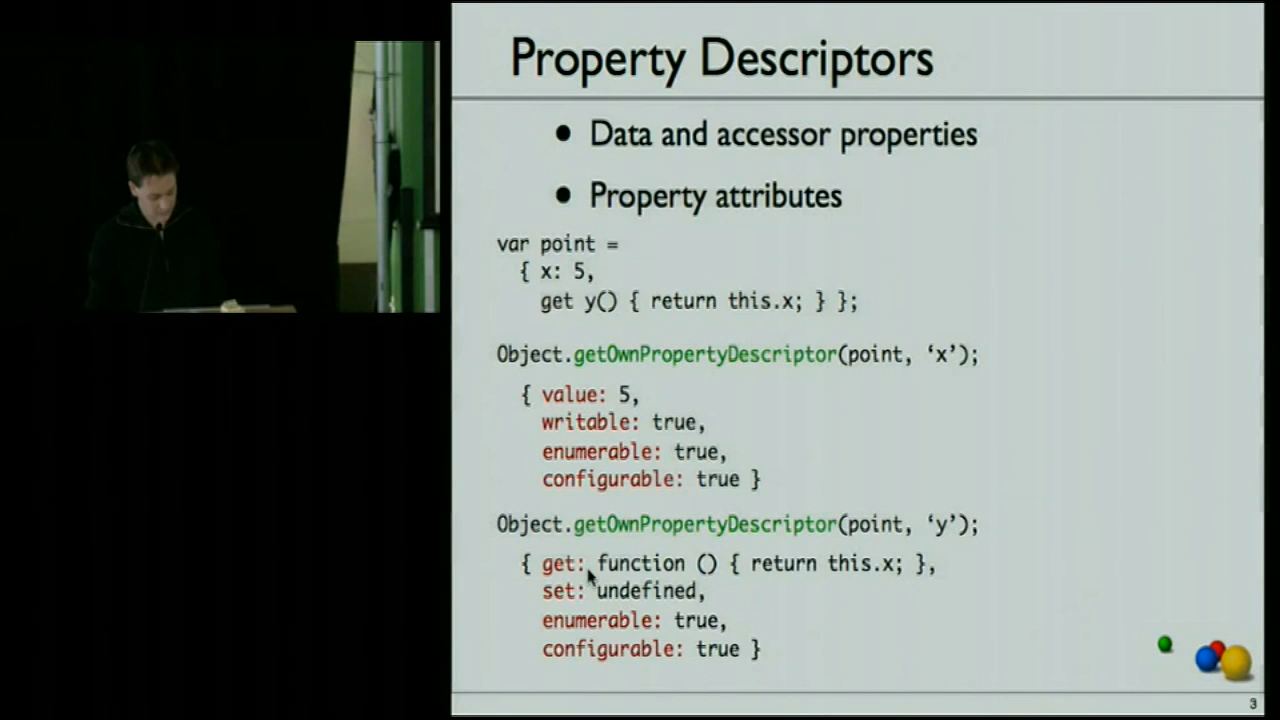 Property Descriptors
• Data and accessor properties
• Property attributes
var point =
{ x: 5,
get y() { return this.x; } };
Object.getOwnPropertyDescriptor(point, ‘x’);
{ value: 5,
writable: true,
enumerable: true,
configurable: true }
Object.getOwnPropertyDescriptor(point, ‘y’);
{ get: function () { return this.x; },
set: undefined,
enumerable: true,
configurable: true }
3